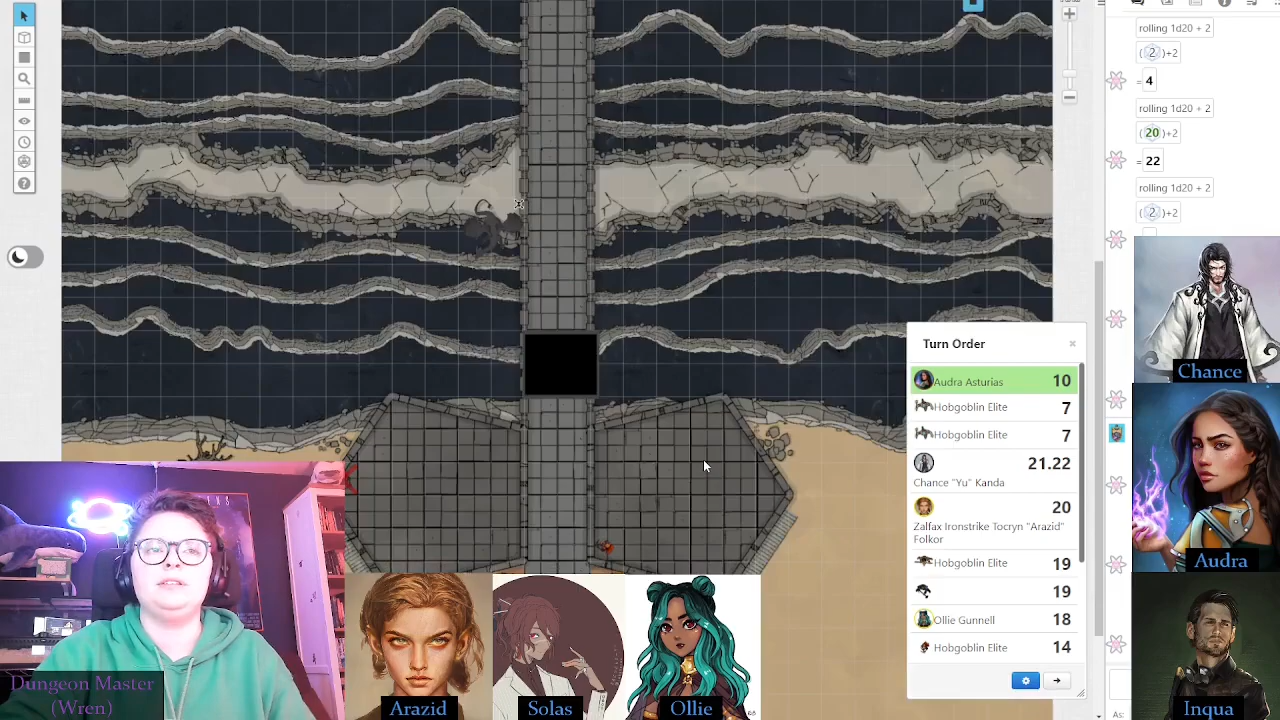 rolling 1d20 + 2
(2)+2
= 4
rolling 1d20 + 2
(20)+2
= 22
rolling 1d20 + 2
(2)+2
Turn Order
×
Audra Asturias 10
Hobgoblin Elite 7
Hobgoblin Elite 7
21.22
Chance "Yu" Kanda
20
Zalfax Ironstrike Tocryn "Arazid"
Folkor
Hobgoblin Elite 19
19
Ollie Gunnell 18
Hobgoblin Elite 14
As:
Chance
Audra
Inqua
Dungeon Master
(Wren)
Arazid
Solas
Ollie